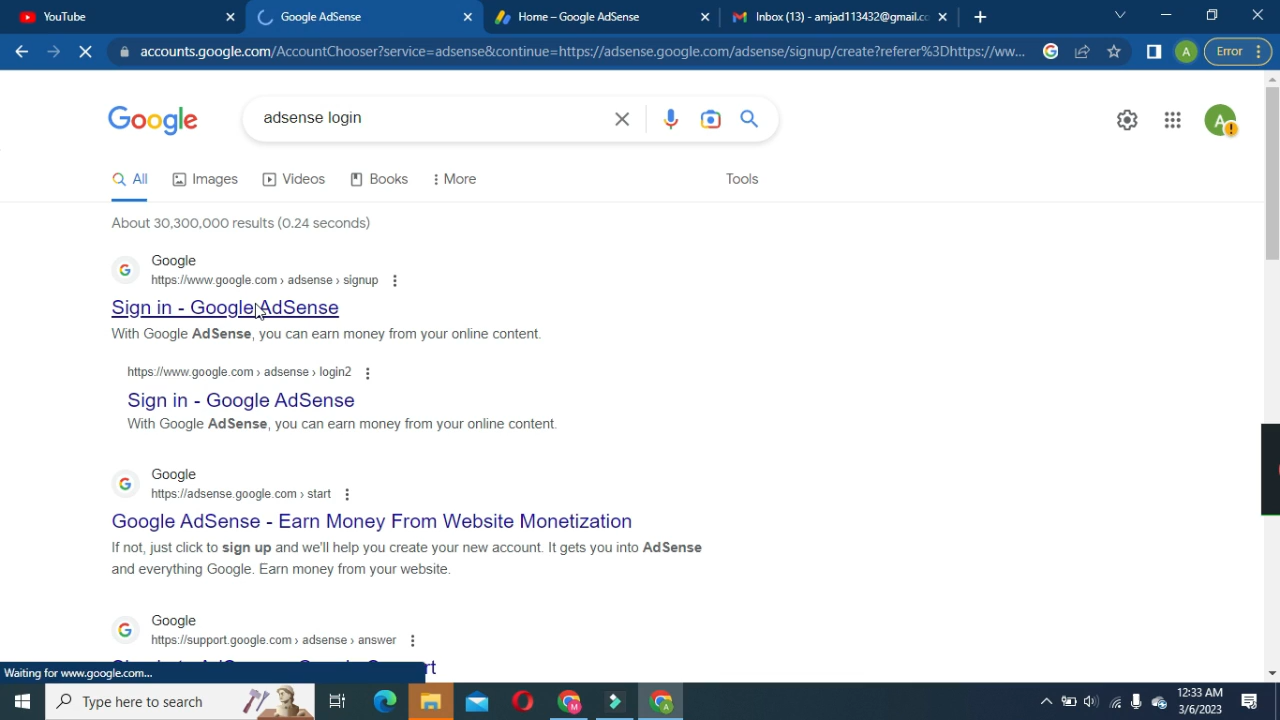 YouTube
Google AdSense
Home – Google AdSense
Inbox (13) - amjad113432@gmail.co
accounts.google.com/AccountChooser?service=adsense&continue=https://adsense.google.com/adsense/signup/create?referer%3Dhttps://ww...
A
Error
Google
adsense login
A
All
Images
Videos
Books
More
Tools
About 30,300,000 results (0.24 seconds)
Google
https://www.google.com › adsense › signup
Sign in - Google AdSense
With Google AdSense, you can earn money from your online content.
https://www.google.com › adsense › login2
Sign in - Google AdSense
With Google AdSense, you can earn money from your online content.
Google
https://adsense.google.com › start
Google AdSense - Earn Money From Website Monetization
If not, just click to sign up and we'll help you create your new account. It gets you into AdSense
and everything Google. Earn money from your website.
Google
https://support.google.com › adsense › answer
Waiting for www.google.com...
Type here to search
12:33 AM
3/6/2023